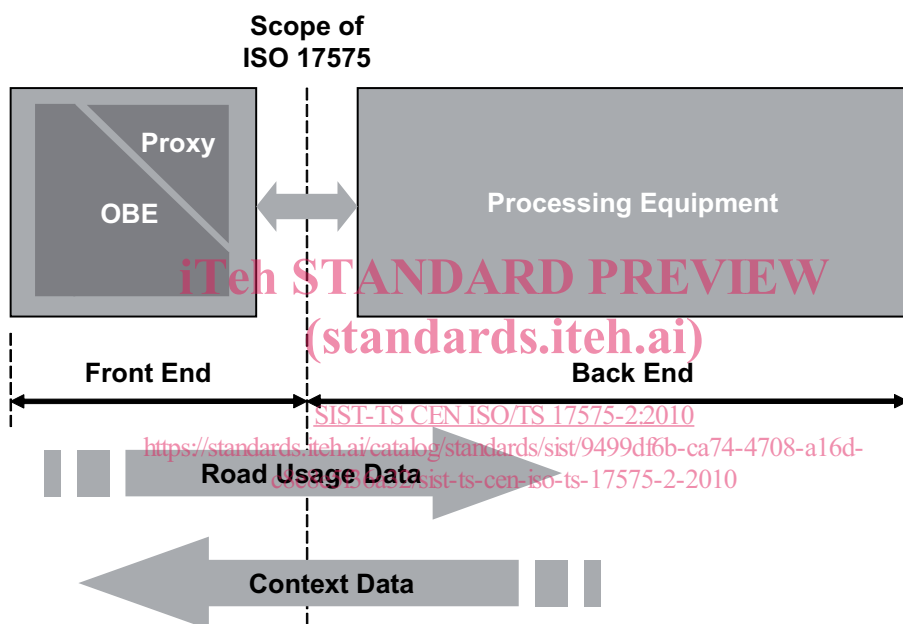 Scope of
ISO 17575
Proxy
OBE
Processing Equipment
iTeh STANDARD PREVIEW
(standards.iteh.ai)
Front End
Back End
SIST-TS CEN ISO/TS 17575-2:2010
https://standards.iteh.ai/catalog/standards/sist/9499df6b-ca74-4708-a16d-
Road Usage Data
sist-ts-cen-iso-ts-17575-2-2010
Context Data